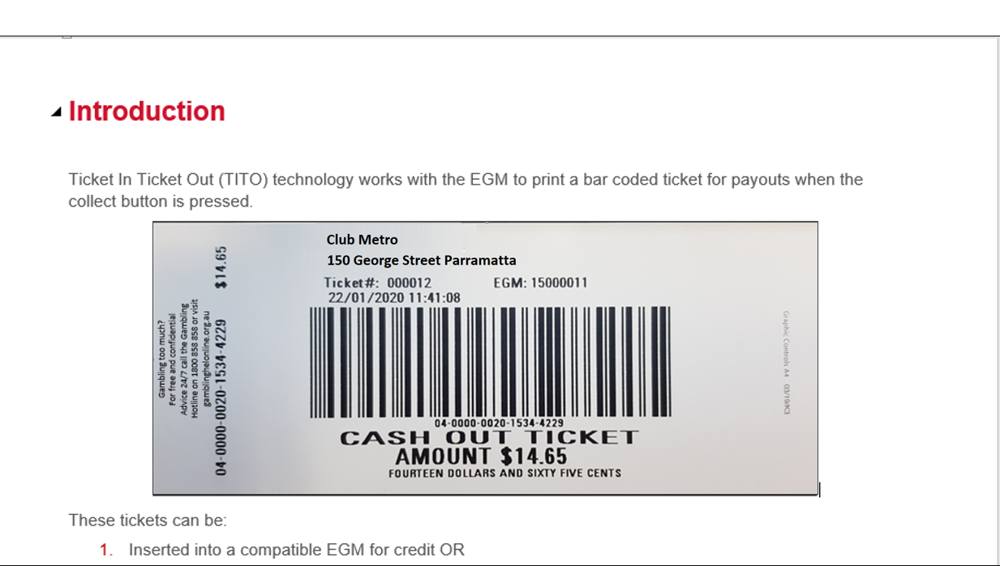 Introduction
Ticket In Ticket Out (TITO) technology works with the EGM to print a bar coded ticket for payouts when the
collect button is pressed.
Gambling too much?
For free and confidential
Advice 24/7 call the Gambling
Hotline on 1800 858 858 or visit
gamblinghelonline.org.au
04-0000-0020-1534-4229 $14.65
Club Metro
150 George Street Parramatta
Ticket#: 000012 EGM: 15000011
22/01/2020 11:41:08
04-0000-0020-1534-4229
CASH OUT TICKET
AMOUNT $14.65
FOURTEEN DOLLARS AND SIXTY FIVE CENTS
Graphic Controls A4 03/19/K3
These tickets can be:
1. Inserted into a compatible EGM for credit OR